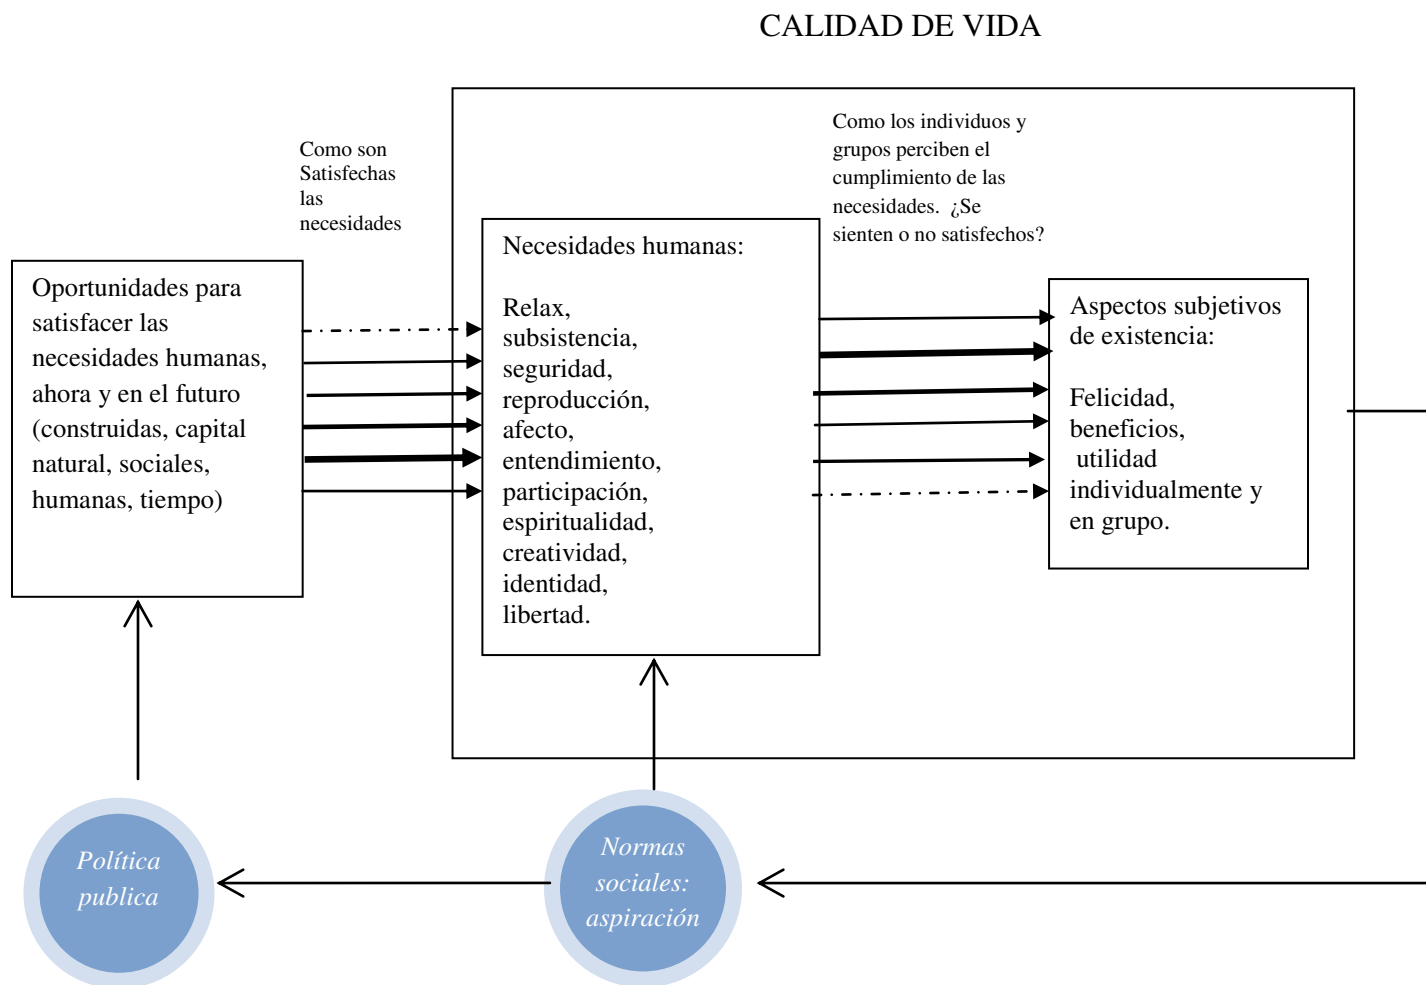 CALIDAD DE VIDA
Como son
Satisfechas
las
necesidades
Como los individuos y
grupos perciben el
cumplimiento de las
necesidades. ¿Se
sienten o no satisfechos?
Oportunidades para
satisfacer las
necesidades humanas,
ahora y en el futuro
(construidas, capital
natural, sociales,
humanas, tiempo)
Necesidades humanas:
Relax,
subsistencia,
seguridad,
reproducción,
afecto,
entendimiento,
participación,
espiritualidad,
creatividad,
identidad,
libertad.
Aspectos subjetivos
de existencia:
Felicidad,
beneficios,
utilidad
individualmente y
en grupo.
Política
publica
Normas
sociales:
aspiración